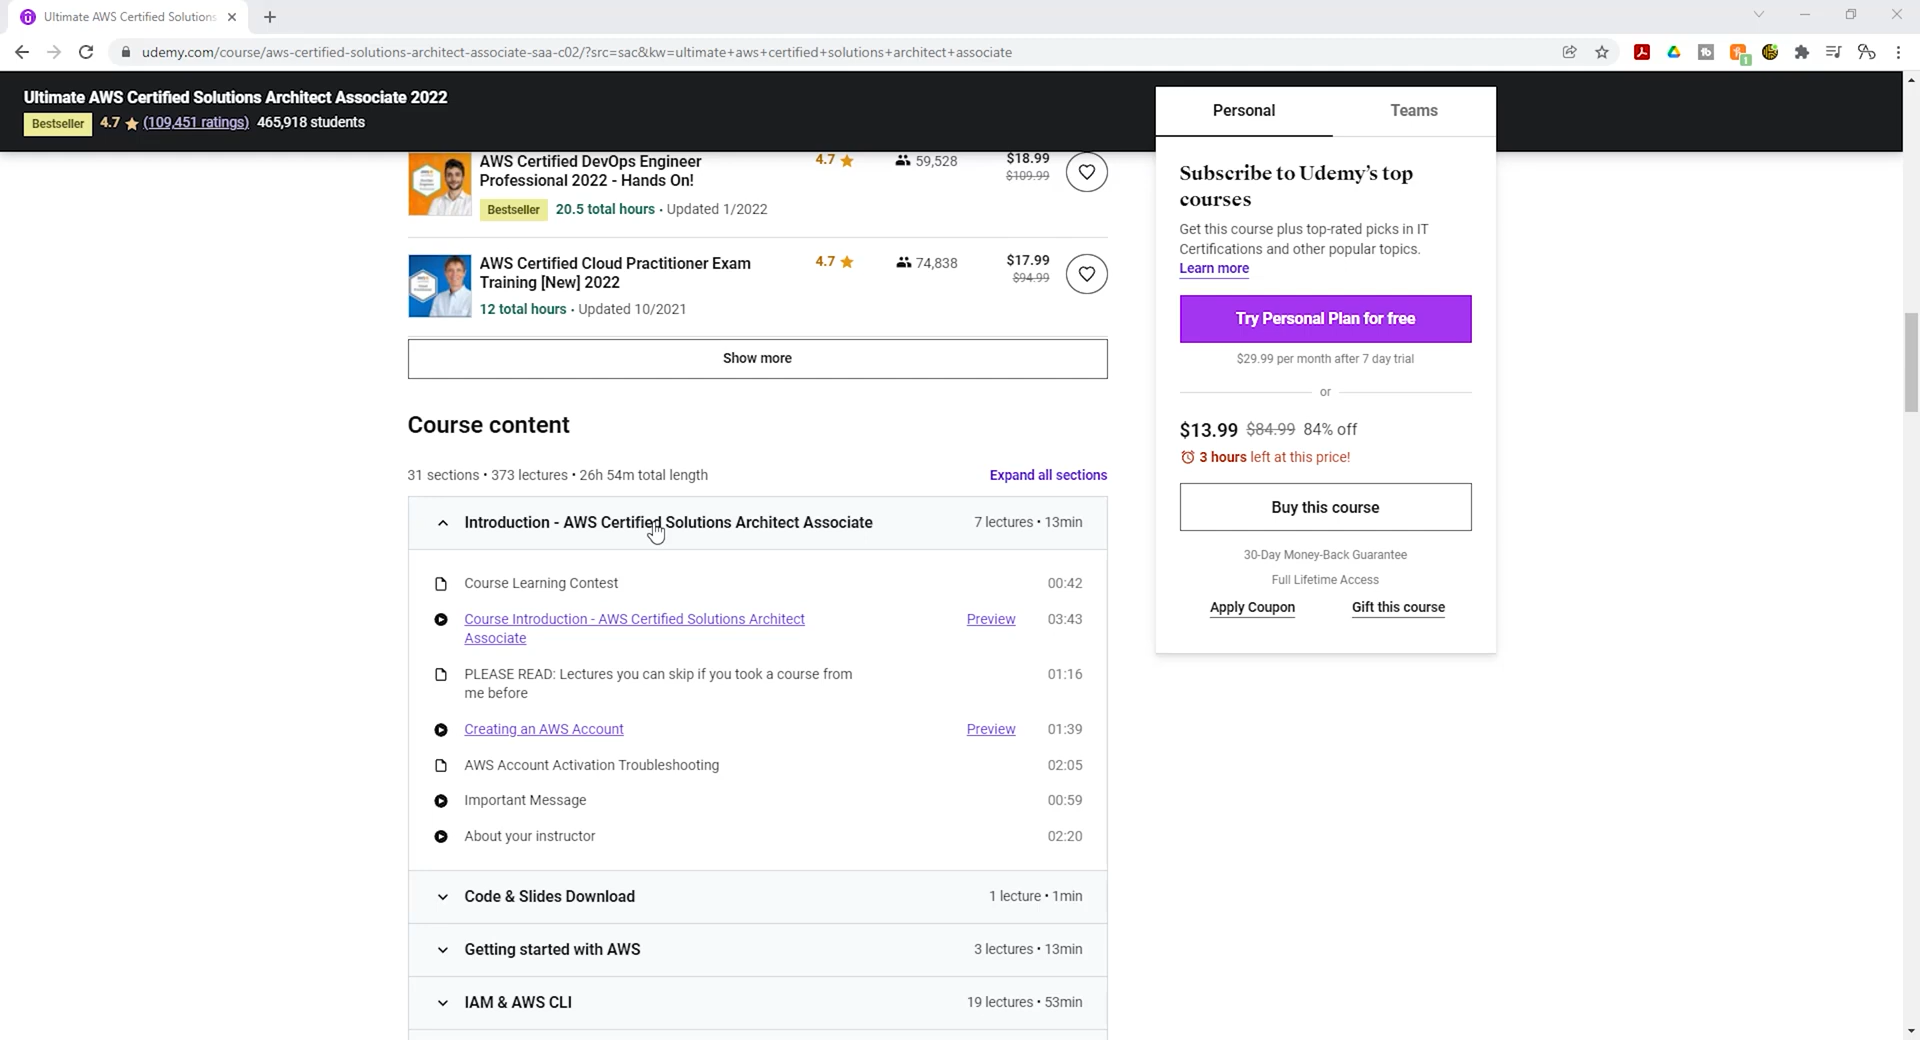 Ultimate AWS Certified Solutions
udemy.com/course/aws-certified-solutions-architect-associate-saa-c02/?src=sac&kw=ultimate+aws+certified+solutions+architect+associate
Ultimate AWS Certified Solutions Architect Associate 2022
Bestseller 4.7 (109,451 ratings) 465,918 students
AWS Certified DevOps Engineer
Professional 2022 - Hands On!
4.7 59,528 $18.99
$109.99
Bestseller 20.5 total hours • Updated 1/2022
AWS Certified Cloud Practitioner Exam
Training [New] 2022
4.7 74,838 $17.99
$94.99
12 total hours • Updated 10/2021
Show more
Course content
31 sections • 373 lectures • 26h 54m total length Expand all sections
Introduction - AWS Certified Solutions Architect Associate 7 lectures • 13min
Course Learning Contest 00:42
Course Introduction - AWS Certified Solutions Architect
Associate
Preview 03:43
PLEASE READ: Lectures you can skip if you took a course from
me before
01:16
Creating an AWS Account Preview 01:39
AWS Account Activation Troubleshooting 02:05
Important Message 00:59
About your instructor 02:20
Code & Slides Download 1 lecture • 1min
Getting started with AWS 3 lectures • 13min
IAM & AWS CLI 19 lectures • 53min
Personal Teams
Subscribe to Udemy's top
courses
Get this course plus top-rated picks in IT
Certifications and other popular topics.
Learn more
Try Personal Plan for free
$29.99 per month after 7 day trial
or
$13.99 $84.99 84% off
3 hours left at this price!
Buy this course
30-Day Money-Back Guarantee
Full Lifetime Access
Apply Coupon Gift this course